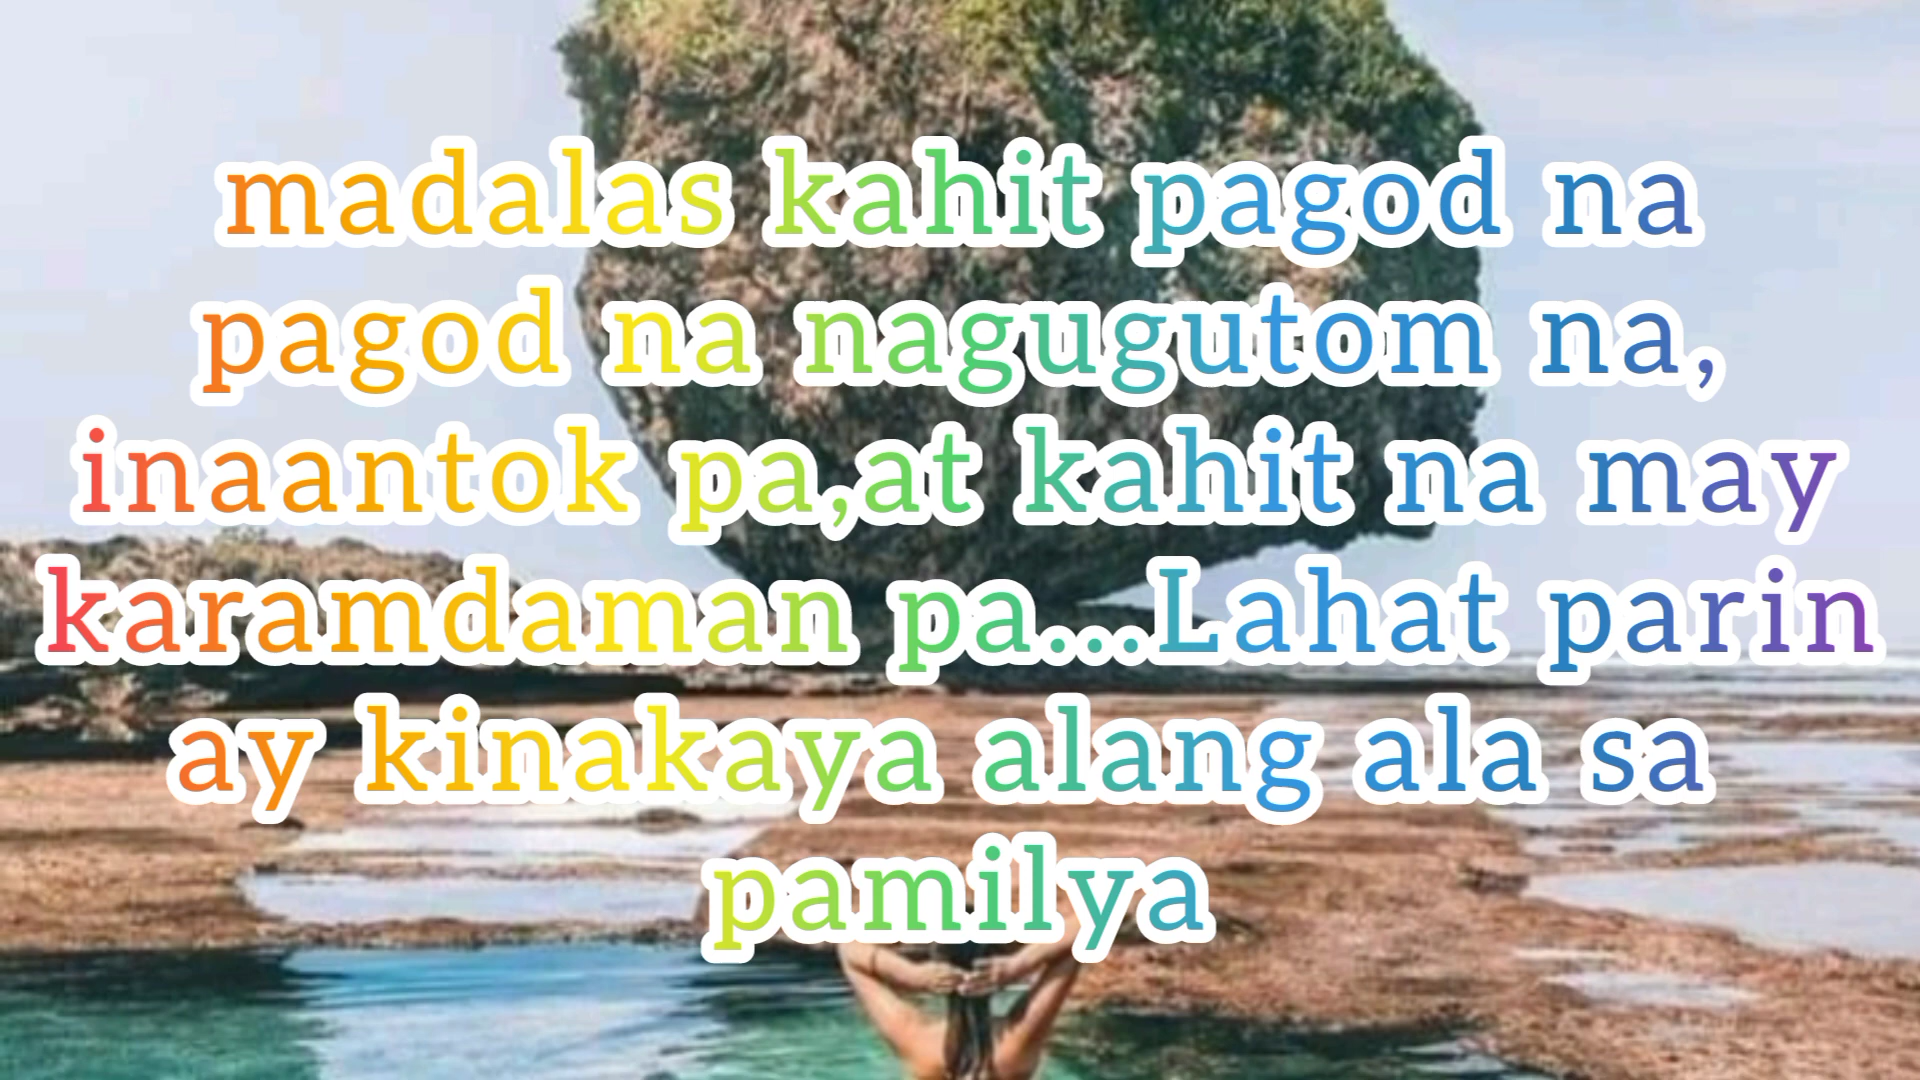 madalas kahit pagod na
pagod na nagugutom na,
inaantok pa,at kahit na may
karamdaman pa...Lahat parin
ay kinakaya alang ala sa
pamilya